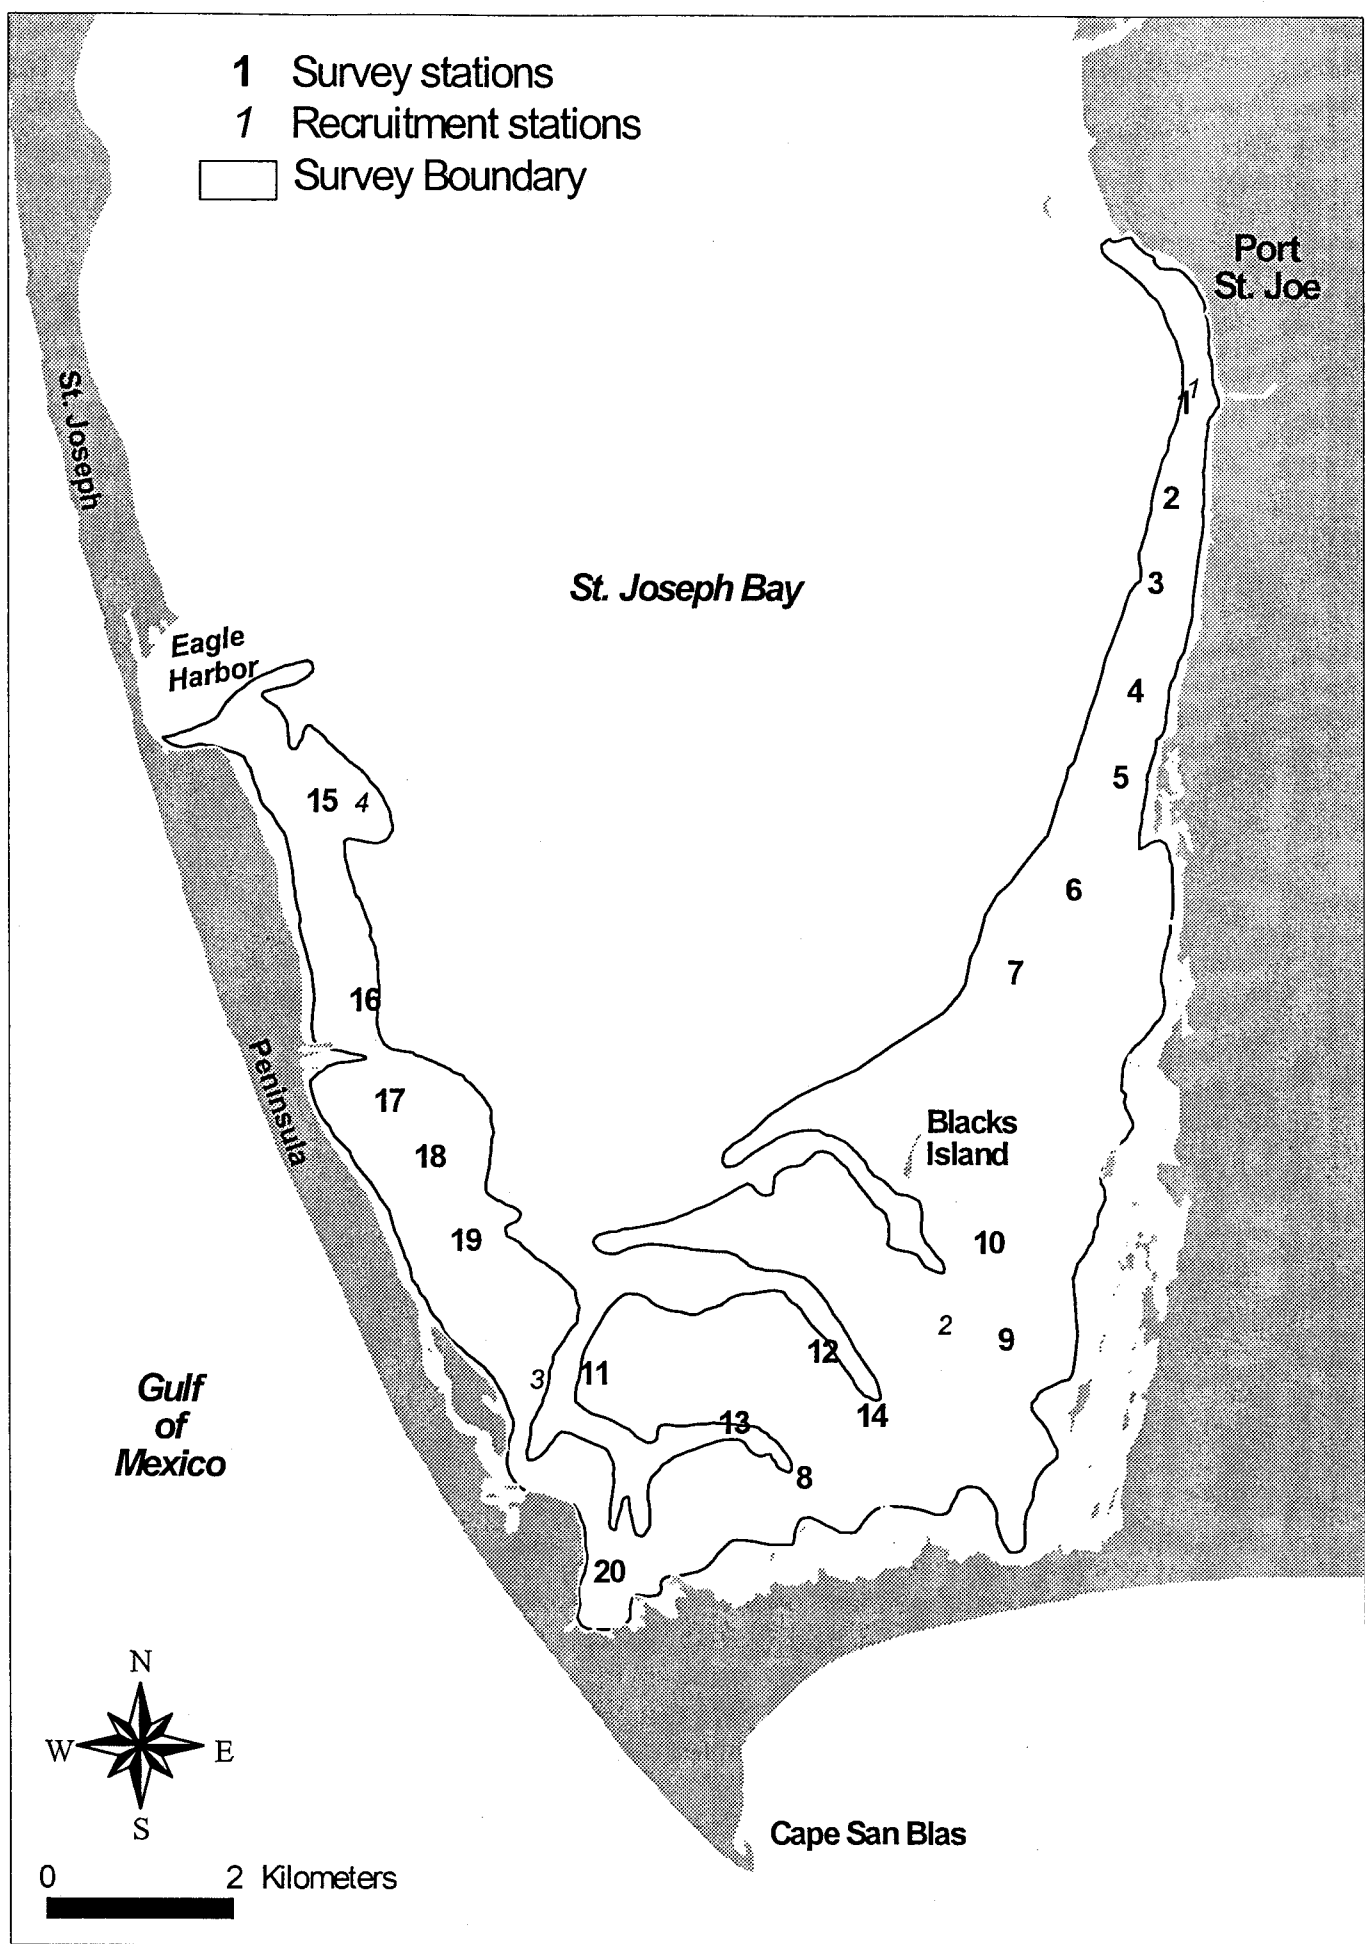 1 Survey stations
1 Recruitment stations
Survey Boundary
Port
St. Joe
St. Joseph
1
1
2
St. Joseph Bay
3
Eagle
Harbor
4
5
15
4
6
7
16
Peninsula
17
Blacks
Island
18
19
10
2
9
12
11
3
Gulf
of
Mexico
14
13
8
20
N
W
E
S
Cape San Blas
0
2 Kilometers